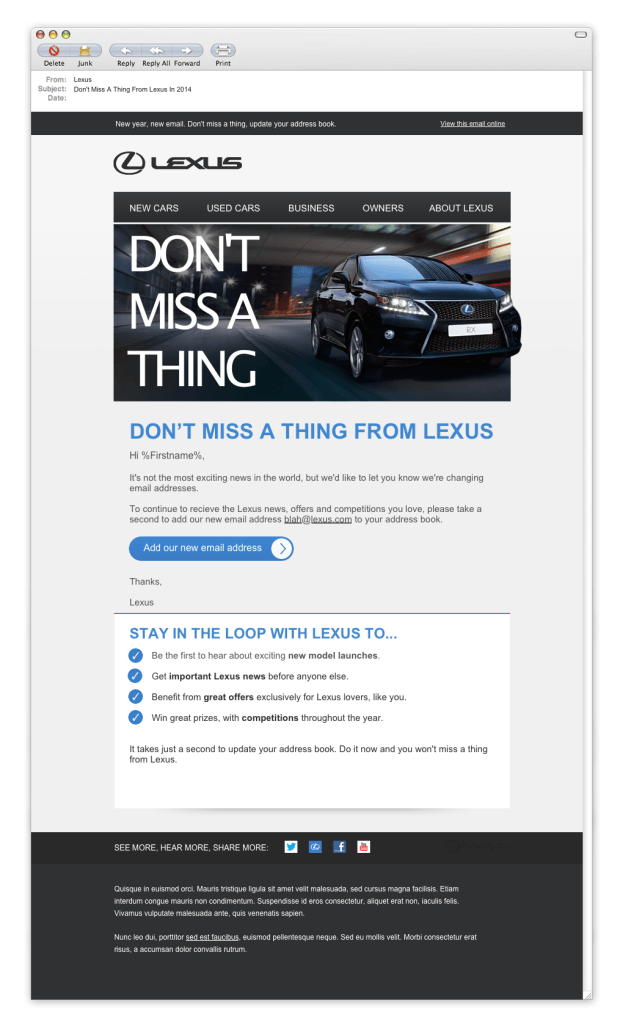 Delete Junk Reply Reply All Forward Print
From: Lexus
Subject: Don't Miss A Thing From Lexus In 2014
Date:
New year, new email. Don't miss a thing, update your address book. View this email online
LEXUS
NEW CARS USED CARS BUSINESS OWNERS ABOUT LEXUS
DON'T
MISS A
THING
RX
DON'T MISS A THING FROM LEXUS
Hi %Firstname%,
It's not the most exciting news in the world, but we'd like to let you know we're changing
email addresses.
To continue to recieve the Lexus news, offers and competitions you love, please take a
second to add our new email address blah@lexus.com to your address book.
Add our new email address
Thanks,
Lexus
STAY IN THE LOOP WITH LEXUS TO...
Be the first to hear about exciting new model launches.
Get important Lexus news before anyone else.
Benefit from great offers exclusively for Lexus lovers, like you.
Win great prizes, with competitions throughout the year.
It takes just a second to update your address book. Do it now and you won't miss a thing
from Lexus.
SEE MORE, HEAR MORE, SHARE MORE:
Quisque in euismod orci. Mauris tristique ligula sit amet velit malesuada, sed cursus magna facilisis. Etiam
interdum congue mauris non condimentum. Suspendisse id eros consectetur, aliquet erat non, iaculis felis.
Vivamus vulputate malesuada ante, quis venenatis sapien.
Nunc leo dui, porttitor sed est faucibus, euismod pellentesque neque. Sed eu mollis velit. Morbi consectetur erat
risus, a accumsan dolor convallis rutrum.